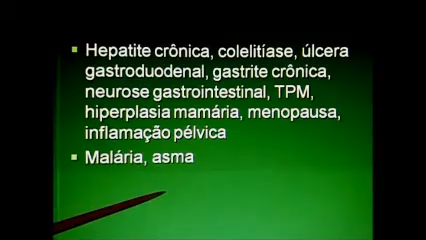 ▪ Hepatite crônica, colelitíase, úlcera
gastroduodenal, gastrite crônica,
neurose gastrointestinal, TPM,
hiperplasia mamária, menopausa,
inflamação pélvica
▪ Malária, asma